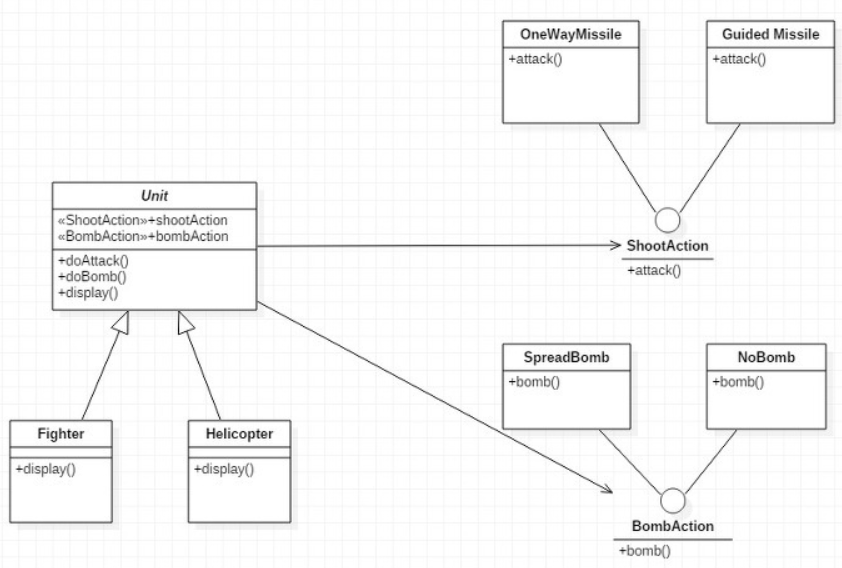 OneWayMissile
+attack()
Guided Missile
+attack()
Unit
«ShootAction»+shootAction
«BombAction»+bombAction
+doAttack()
+doBomb()
+display()
ShootAction
+attack()
SpreadBomb
+bomb()
NoBomb
+bomb()
Fighter
+display()
Helicopter
+display()
BombAction
+bomb()